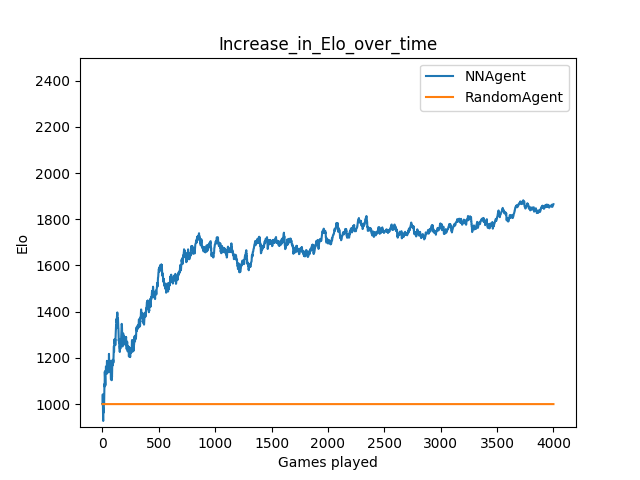 Increase_in_Elo_over_time
NNAgent
RandomAgent
2400
2200
2000
1800
1600
1400
1200
1000
Elo
0 500 1000 1500 2000 2500 3000 3500 4000
Games played